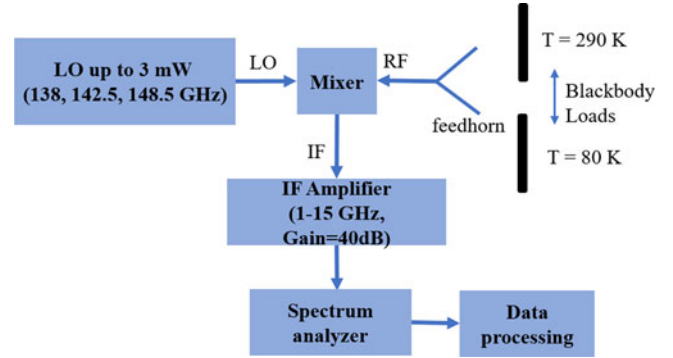 LO up to 3 mW
(138, 142.5, 148.5 GHz)
LO
Mixer
RF
feedhorn
T = 290 K
Blackbody
Loads
T = 80 K
IF
IF Amplifier
(1-15 GHz,
Gain=40dB)
Spectrum
analyzer
Data
processing